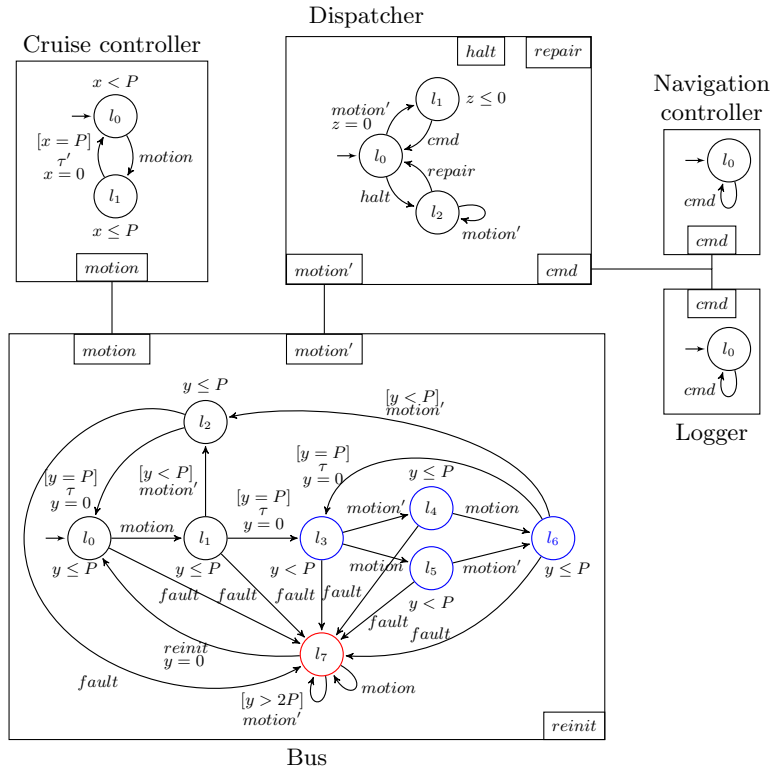 Dispatcher
Cruise controller
halt
repair
x < P
l₀
[x = P]
τ′
x = 0
motion
l₁
x ≤ P
motion
motion′
z = 0
l₁
z ≤ 0
cmd
l₀
repair
halt
l₂
motion′
motion′
cmd
Navigation
controller
l₀
cmd
cmd
cmd
l₀
cmd
Logger
motion
motion′
y ≤ P
l₂
[y < P]
motion′
[y = P]
τ
y = 0
[y < P]
motion′
[y = P]
τ
y = 0
[y = P]
τ
y = 0
y ≤ P
l₄
motion′
motion
l₀
motion
l₁
l₃
l₆
y ≤ P
y ≤ P
y < P
motion
l₅
motion′
y ≤ P
y < P
fault
fault
fault
fault
fault
fault
reinit
y = 0
l₇
fault
[y > 2P]
motion′
motion
reinit
Bus